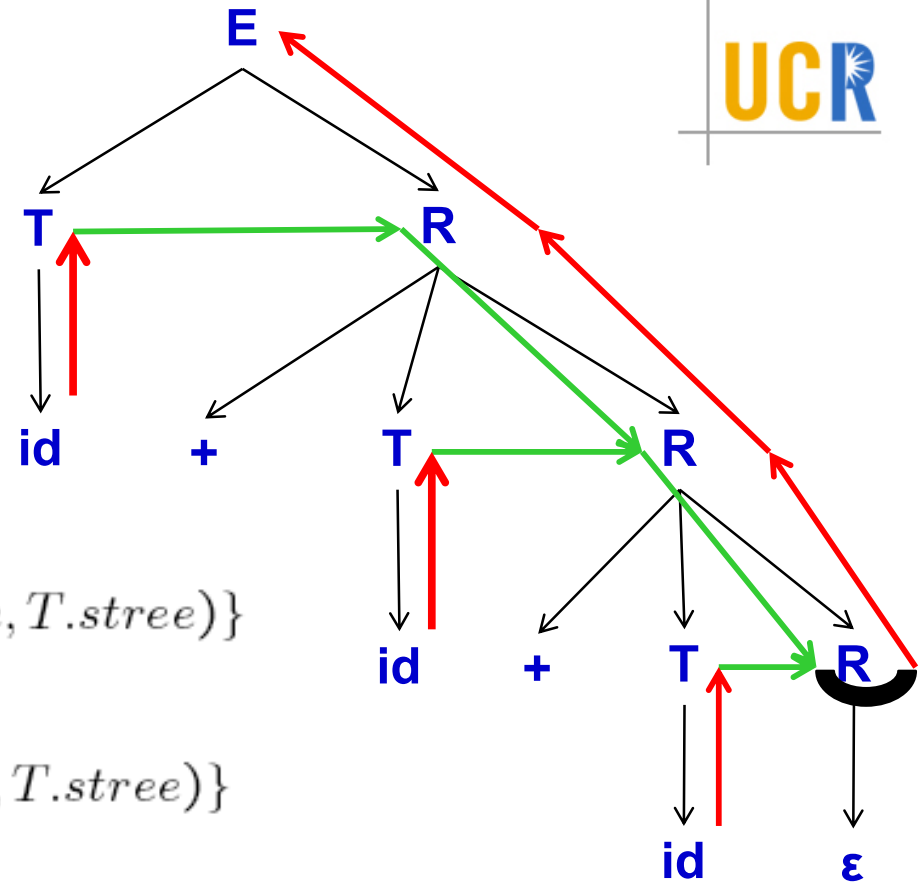 E
UCR
T R
id + T R
, T.stree)}
id + T R
, T.stree)}
id ε